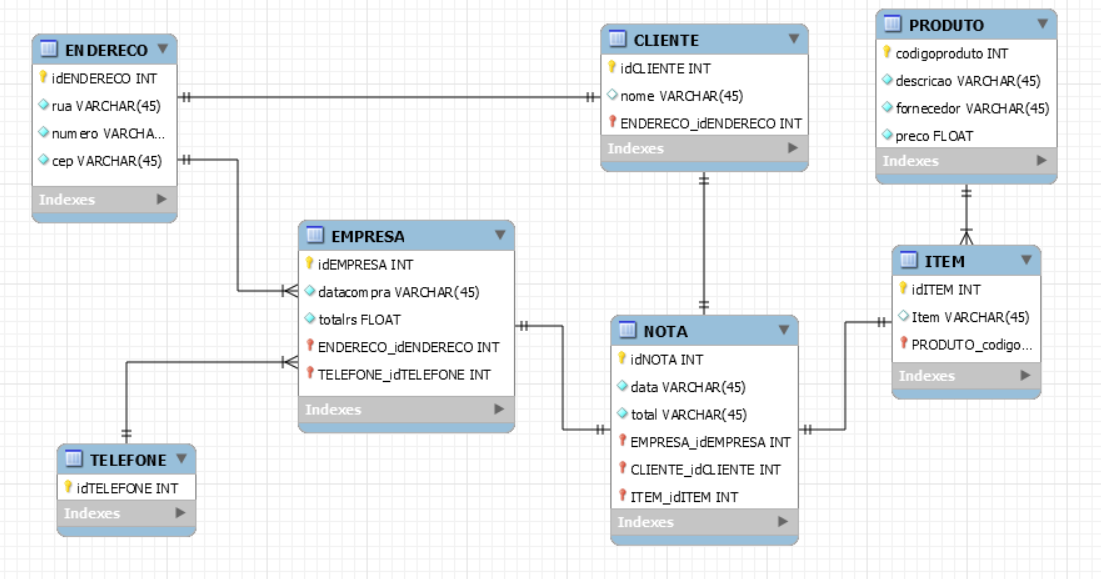 ENDERECO
idENDERECO INT
rua VARCHAR(45)
numero VARCHA...
cep VARCHAR(45)
Indexes
CLIENTE
idCLIENTE INT
nome VARCHAR(45)
ENDERECO_idENDERECO INT
Indexes
PRODUTO
codigoproduto INT
descricao VARCHAR(45)
fornecedor VARCHAR(45)
preco FLOAT
Indexes
EMPRESA
idEMPRESA INT
datacompra VARCHAR(45)
totalrs FLOAT
ENDERECO_idENDERECO INT
TELEFONE_idTELEFONE INT
Indexes
ITEM
idITEM INT
Item VARCHAR(45)
PRODUTO_codigo...
Indexes
NOTA
idNOTA INT
data VARCHAR(45)
total VARCHAR(45)
EMPRESA_idEMPRESA INT
CLIENTE_idCLIENTE INT
ITEM_idITEM INT
Indexes
TELEFONE
idTELEFONE INT
Indexes